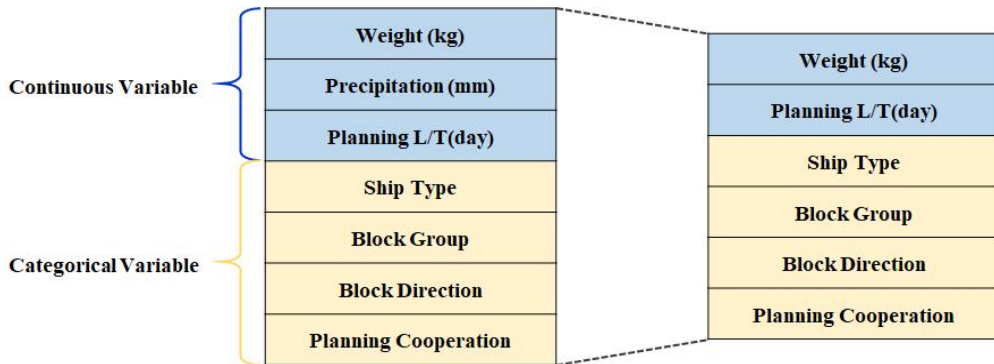 Continuous Variable
Categorical Variable
Weight (kg)
Precipitation (mm)
Planning L/T(day)
Ship Type
Block Group
Block Direction
Planning Cooperation
Weight (kg)
Planning L/T(day)
Ship Type
Block Group
Block Direction
Planning Cooperation